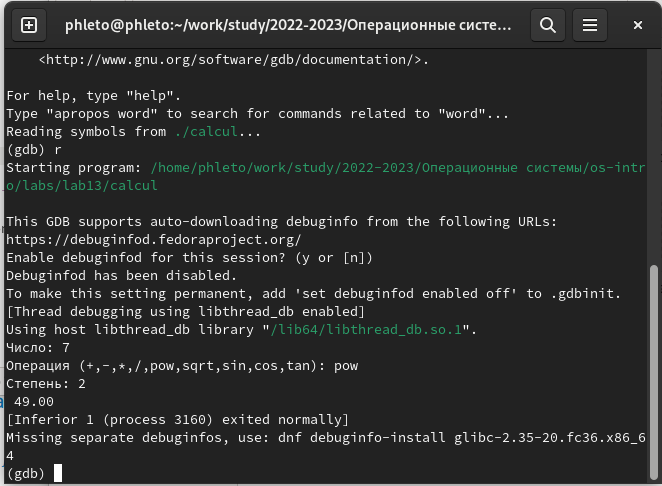 phleto@phleto:~/work/study/2022-2023/Операционные систе...
<http://www.gnu.org/software/gdb/documentation/>.
For help, type "help".
Type "apropos word" to search for commands related to "word"...
Reading symbols from ./calcul...
(gdb) r
Starting program: /home/phleto/work/study/2022-2023/Операционные системы/os-intr
o/labs/lab13/calcul
This GDB supports auto-downloading debuginfo from the following URLs:
https://debuginfod.fedoraproject.org/
Enable debuginfod for this session? (y or [n])
Debuginfod has been disabled.
To make this setting permanent, add 'set debuginfod enabled off' to .gdbinit.
[Thread debugging using libthread_db enabled]
Using host libthread_db library "/lib64/libthread_db.so.1".
Число: 7
Операция (+,-,*,/,pow,sqrt,sin,cos,tan): pow
Степень: 2
49.00
[Inferior 1 (process 3160) exited normally]
Missing separate debuginfos, use: dnf debuginfo-install glibc-2.35-20.fc36.x86_6
4
(gdb)